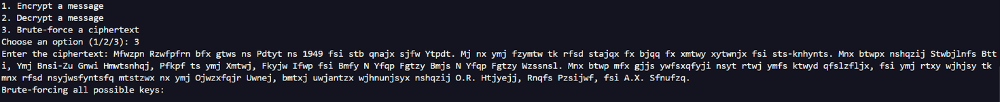 1. Encrypt a message
2. Decrypt a message
3. Brute-force a ciphertext
Choose an option (1/2/3): 3
Enter the ciphertext: Mfwzpn Rzwfpfrn bfx gtws ns Pdtyt ns 1949 fsi stb qnajx sjfw Ytpdt. Mj nx ymj fzymtw tk rfsd stajqx fx bjqq fx xmtwy xytwnjx fsi sts-knhynts. Mnx btwpx nshqzij Stwbjlnfs Btt
i, Ymj Bnsi-Zu Gnwi Hmwtsnhqj, Pfkpf ts ymj Xmtwj, Fkyjw Ifwp fsi Bmfy N Yfqp Fgtzy Bmjs N Yfqp Fgtzy Wzssnsl. Mnx btwp mfx gjjs ywfsxqfyji nsyt rtwj ymfs ktwyd qfslzfljx, fsi ymj rtxy wjhjsy tk
mnx rfsd nsyjwsfyntsfq mtstzwx nx ymj Ojwzxfqjr Uwnej, bmtxj uwjantzx wjhnunjsyx nshqzij O.R. Htjyejj, Rnqfs Pzsijwf, fsi A.X. Sfnufzq.
Brute-forcing all possible keys: